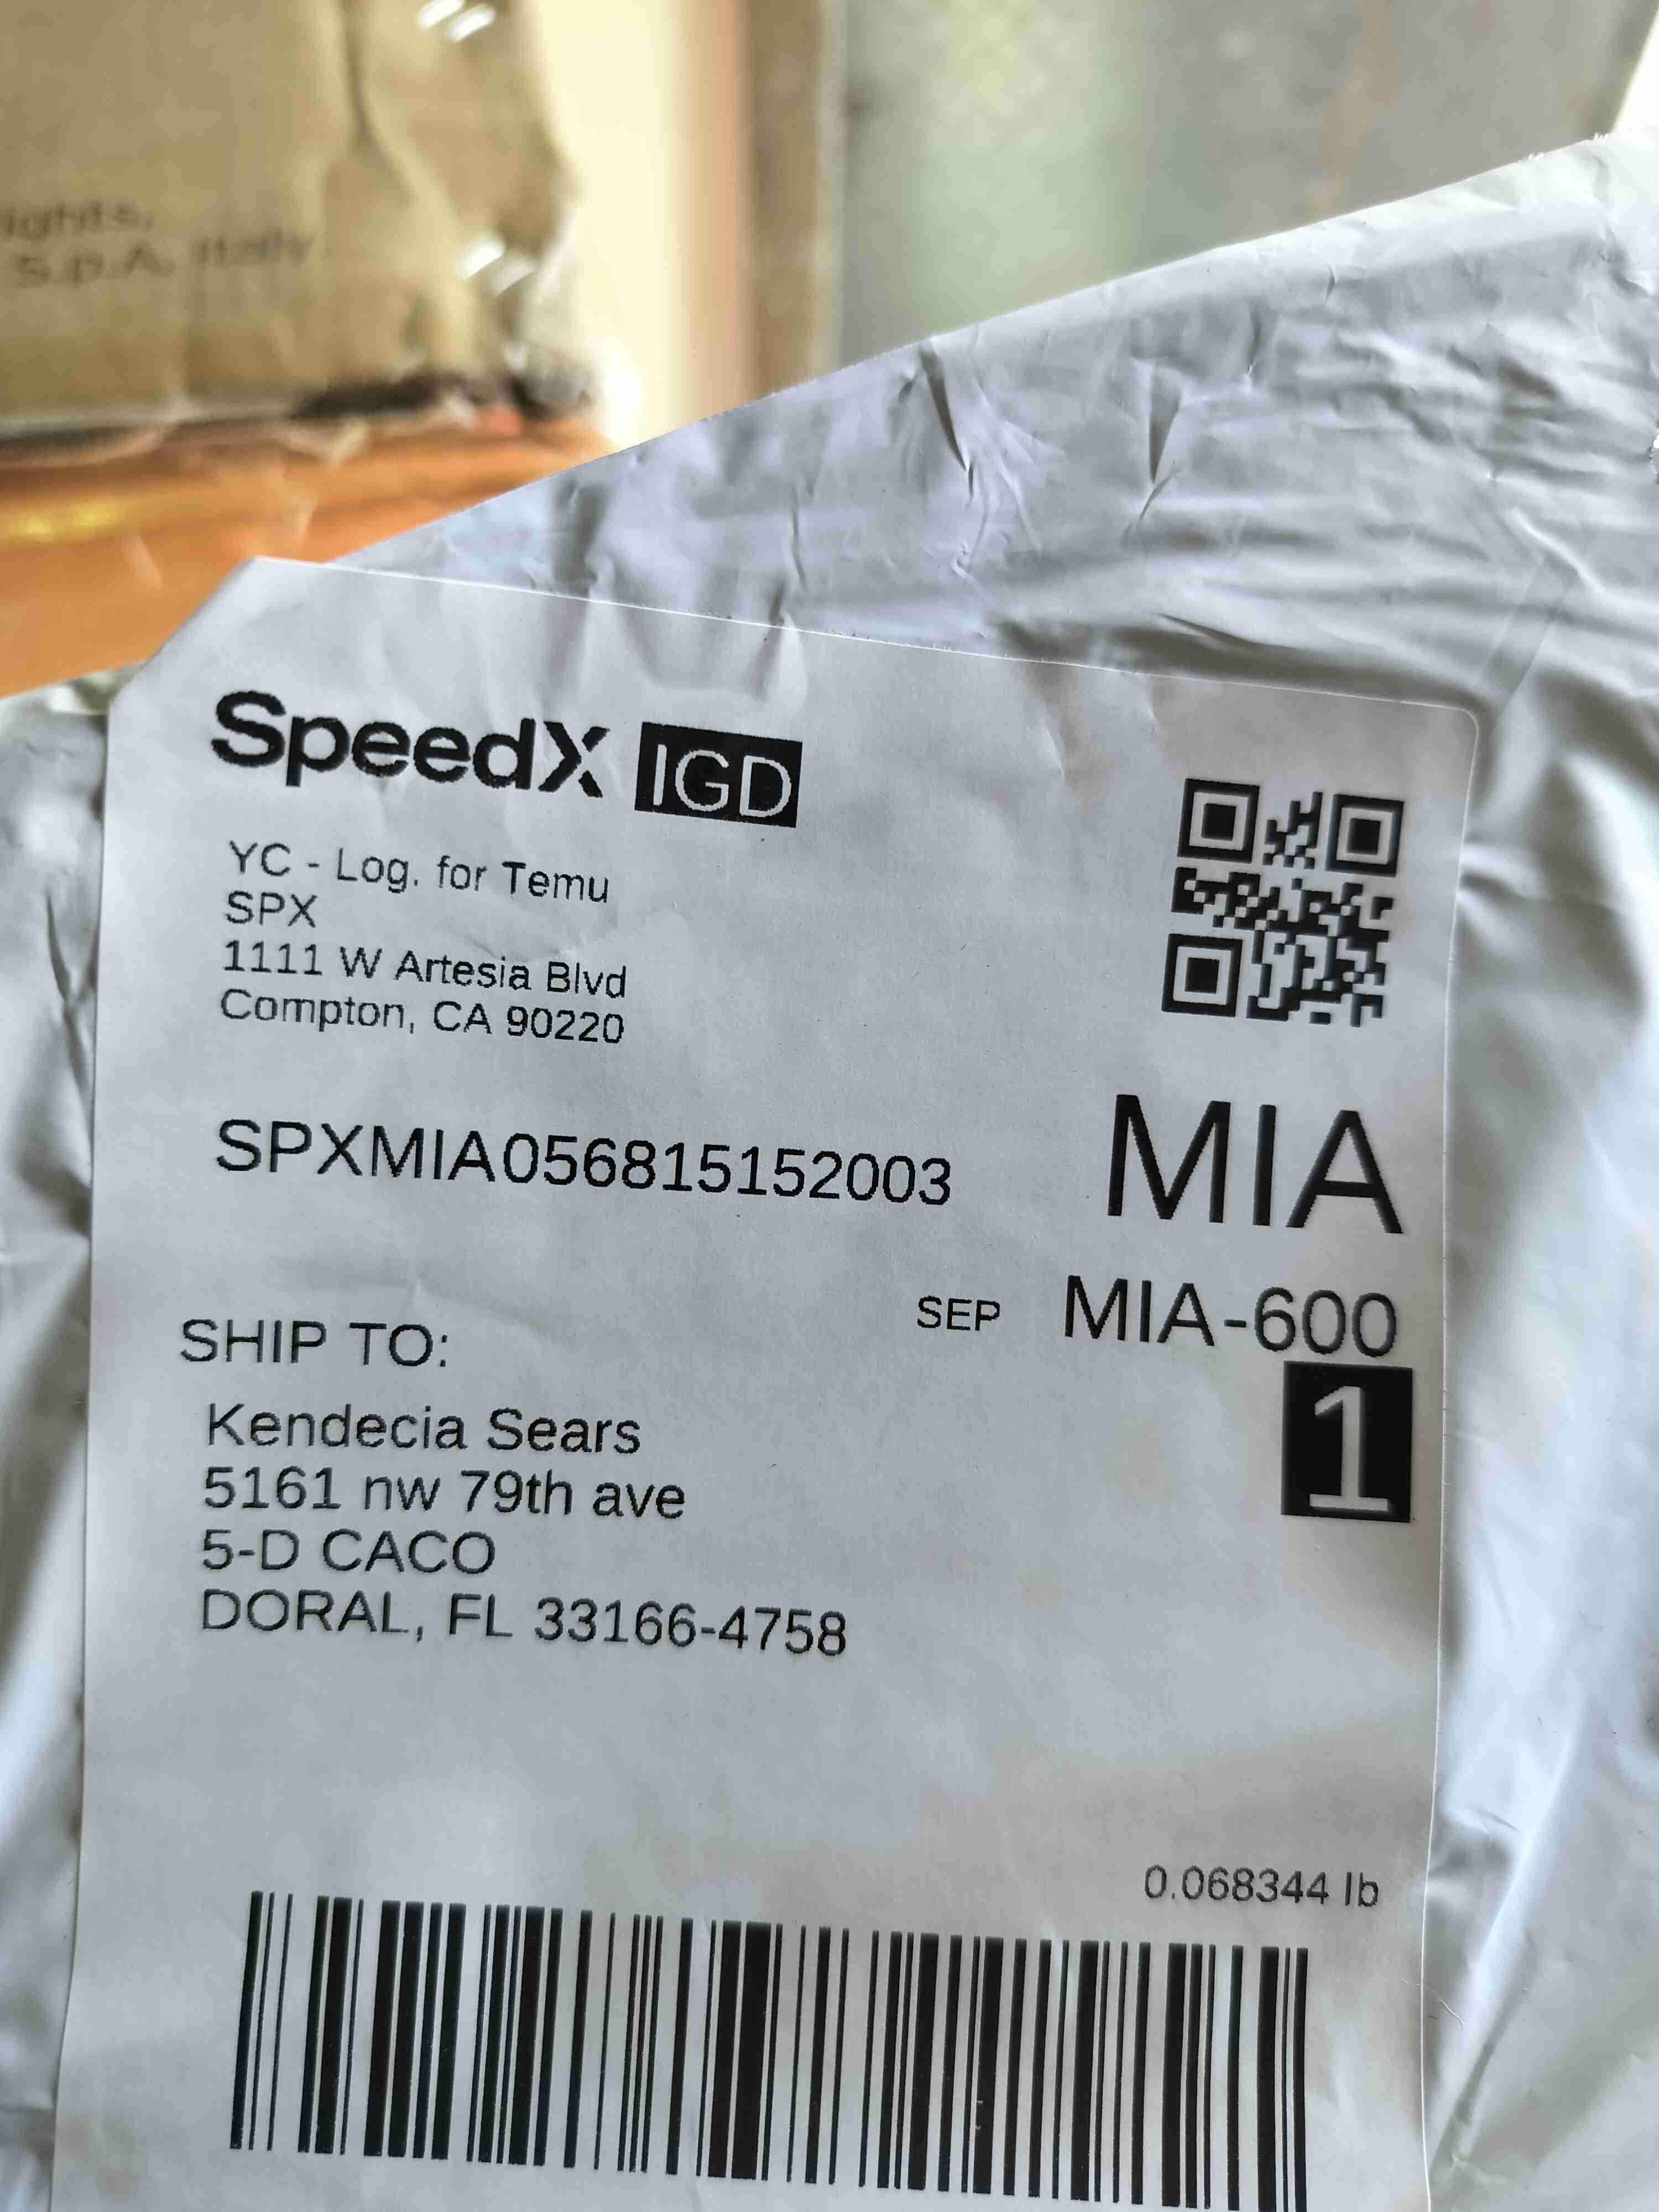 ights,
S.p.A. Italy
SpeedX IGD
YC - Log. for Temu
SPX
1111 W Artesia Blvd
Compton, CA 90220
SPXMIA056815152003
MIA
SEP MIA-600
1
SHIP TO:
Kendecia Sears
5161 nw 79th ave
5-D CACO
DORAL, FL 33166-4758
0.068344 lb